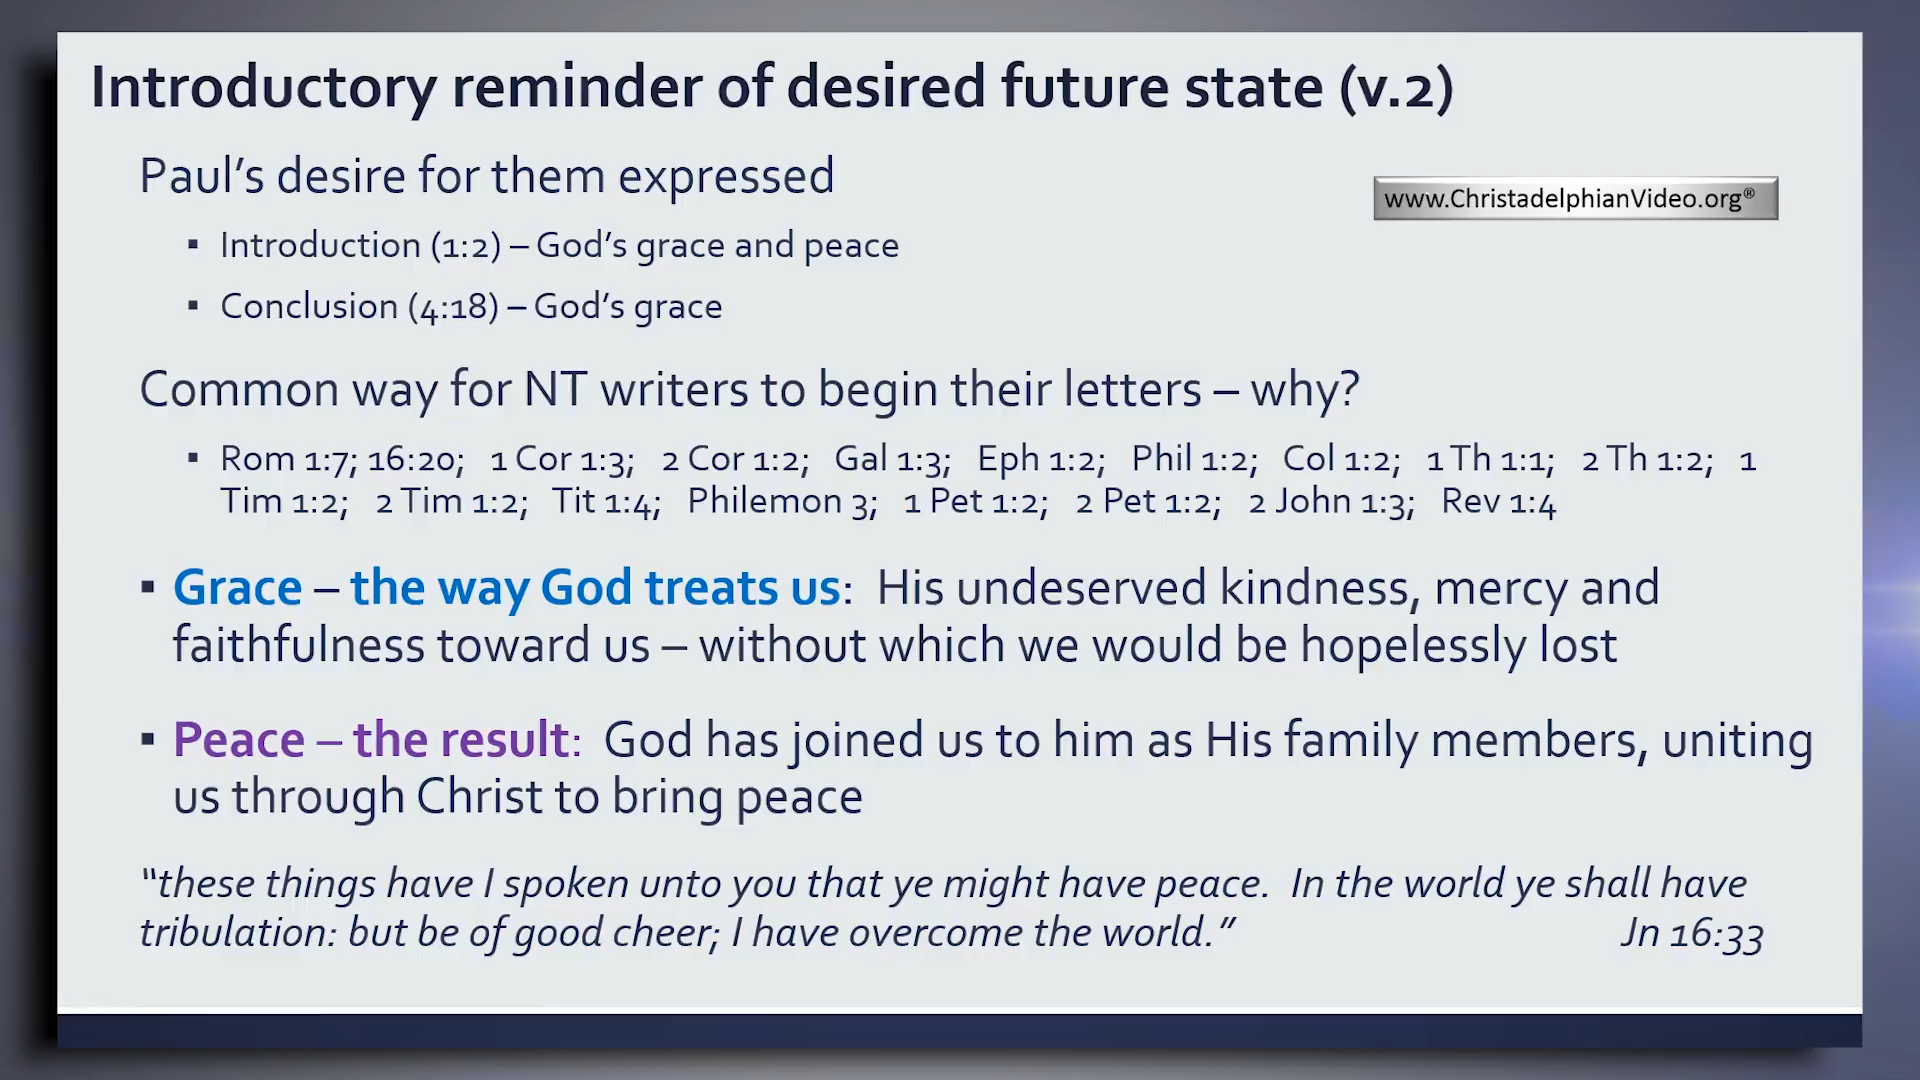 Introductory reminder of desired future state (v.2)
Paul’s desire for them expressed
www.ChristadelphianVideo.org®
▪ Introduction (1:2) – God’s grace and peace
▪ Conclusion (4:18) – God’s grace
Common way for NT writers to begin their letters – why?
▪ Rom 1:7; 16:20; 1 Cor 1:3; 2 Cor 1:2; Gal 1:3; Eph 1:2; Phil 1:2; Col 1:2; 1 Th 1:1; 2 Th 1:2; 1
Tim 1:2; 2 Tim 1:2; Tit 1:4; Philemon 3; 1 Pet 1:2; 2 Pet 1:2; 2 John 1:3; Rev 1:4
▪ Grace – the way God treats us: His undeserved kindness, mercy and
faithfulness toward us – without which we would be hopelessly lost
▪ Peace – the result: God has joined us to him as His family members, uniting
us through Christ to bring peace
“these things have I spoken unto you that ye might have peace. In the world ye shall have
tribulation: but be of good cheer; I have overcome the world.” Jn 16:33